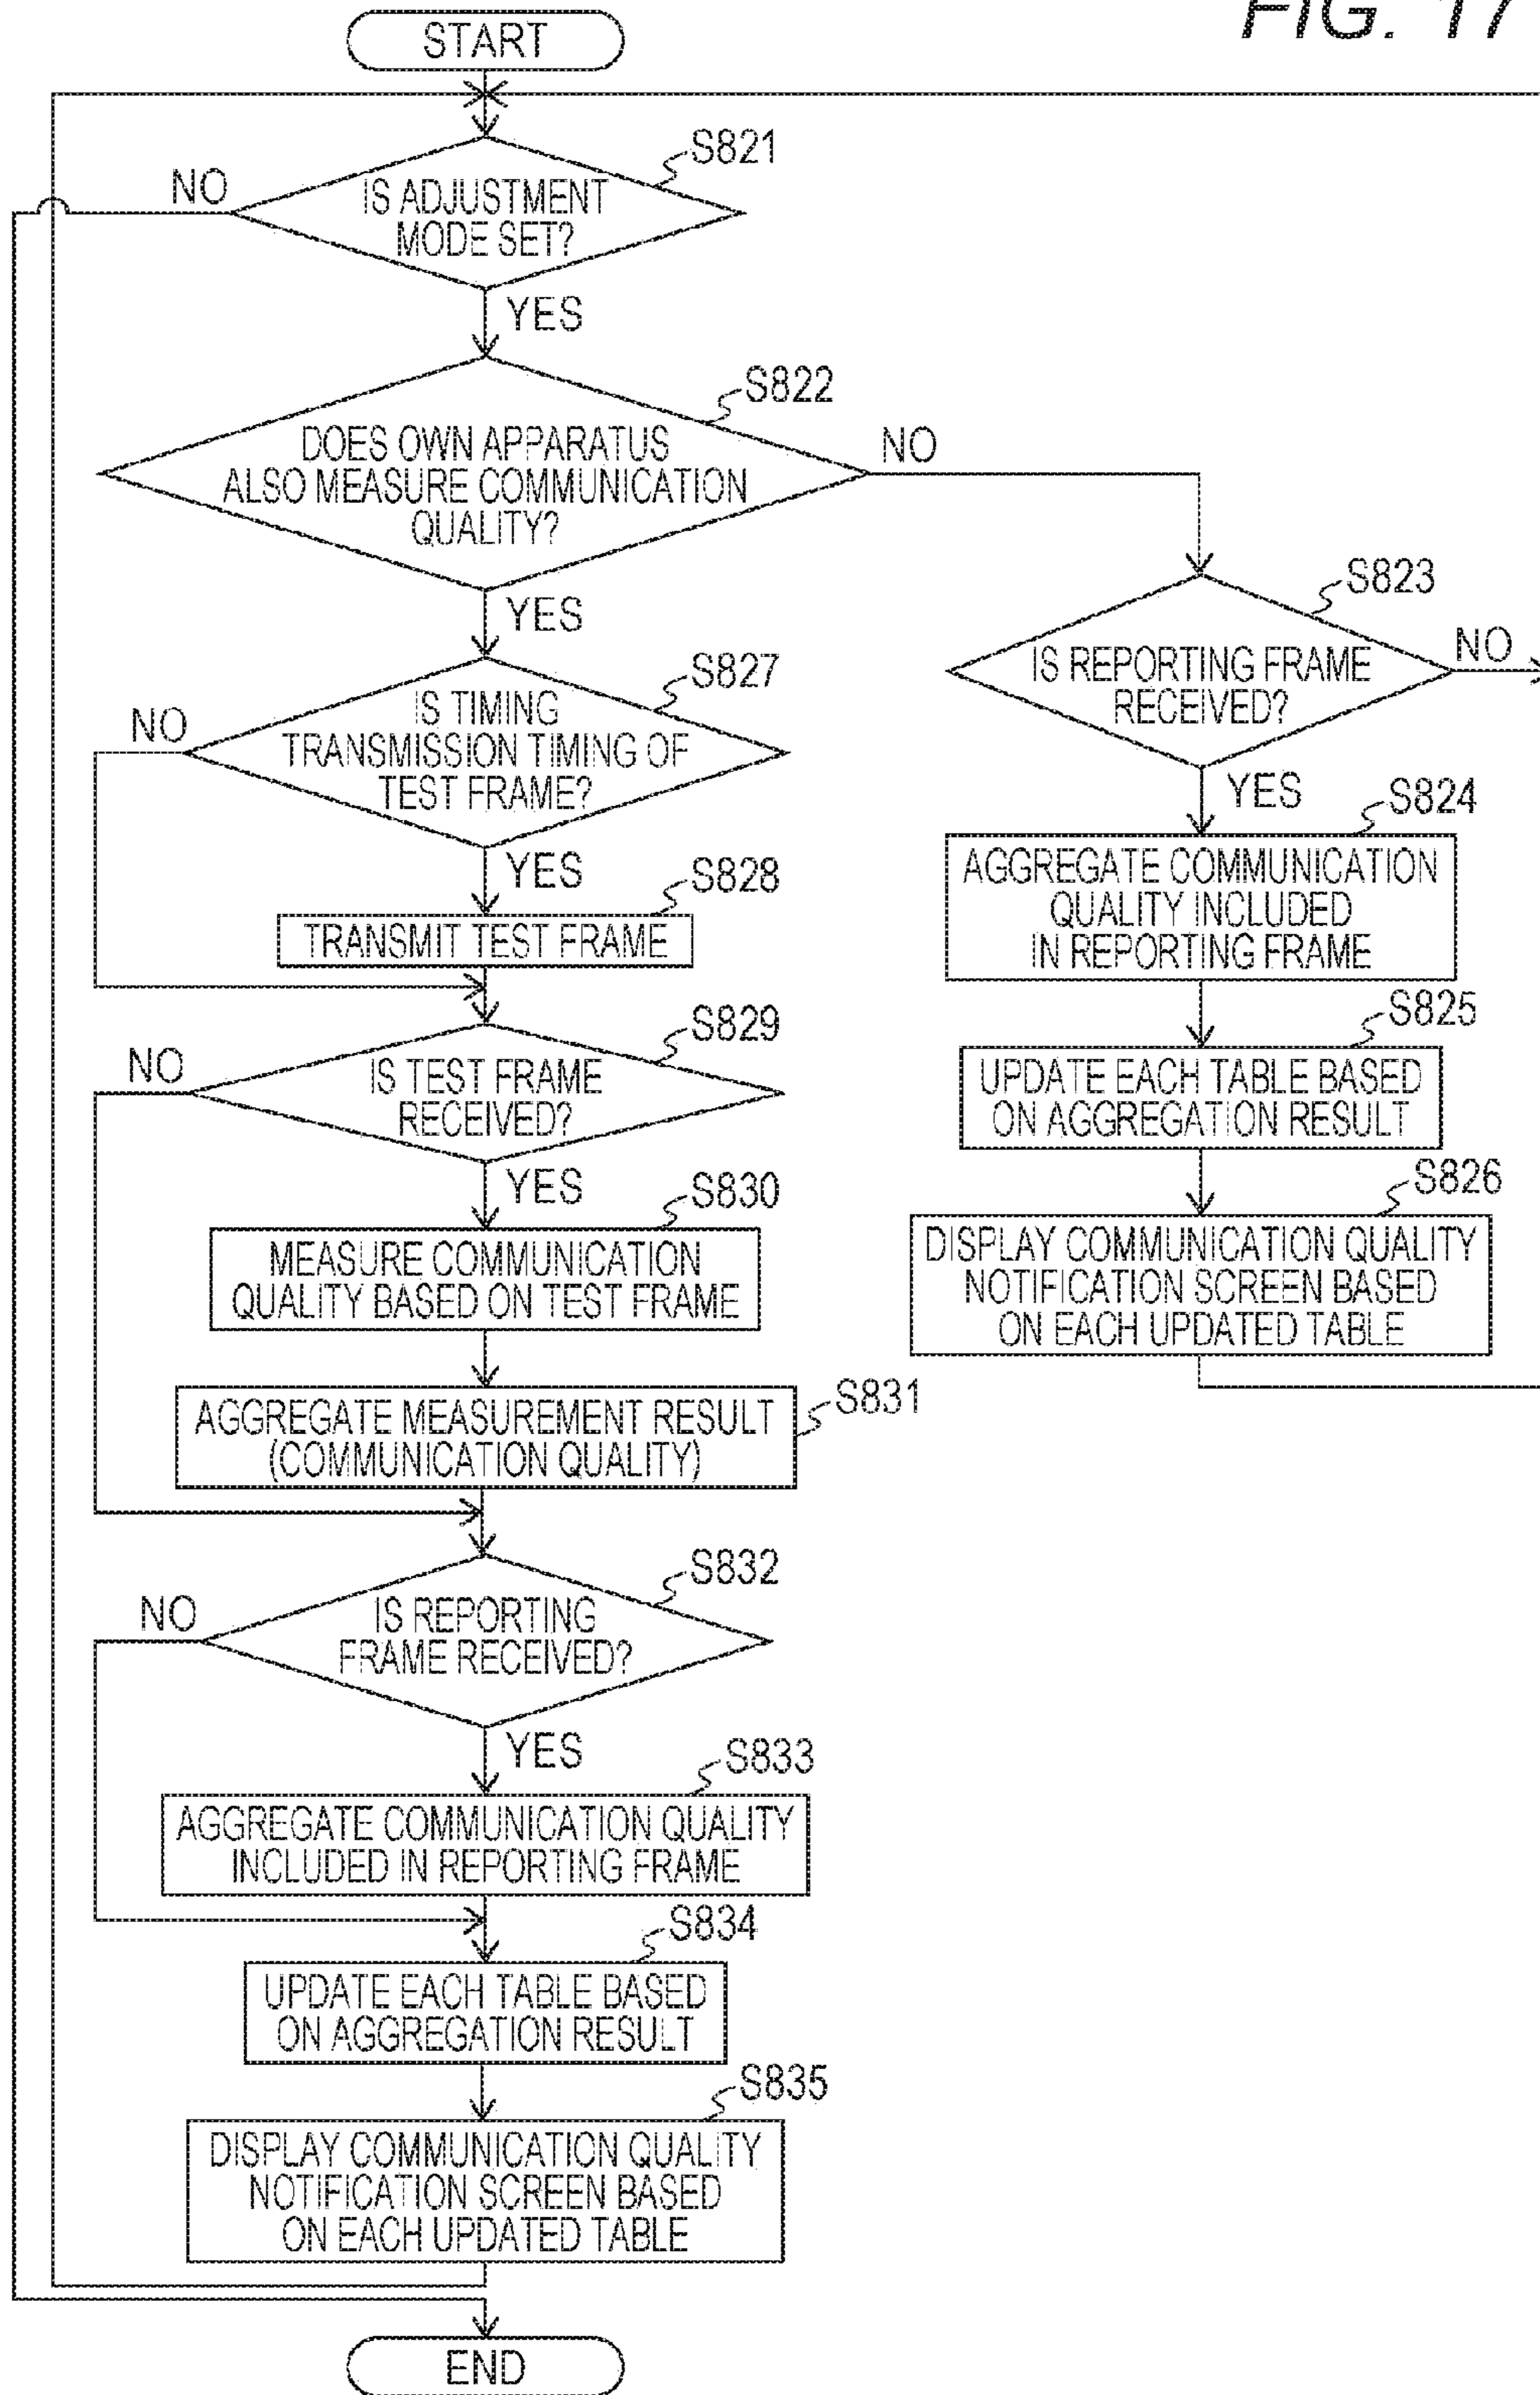 FIG. 17
START
S821
NO
IS ADJUSTMENT
MODE SET?
YES
S822
DOES OWN APPARATUS
ALSO MEASURE COMMUNICATION
QUALITY?
NO
YES
S823
IS REPORTING FRAME
RECEIVED?
NO
YES
S824
AGGREGATE COMMUNICATION
QUALITY INCLUDED
IN REPORTING FRAME
S825
UPDATE EACH TABLE BASED
ON AGGREGATION RESULT
S826
DISPLAY COMMUNICATION QUALITY
NOTIFICATION SCREEN BASED
ON EACH UPDATED TABLE
S827
NO
IS TIMING
TRANSMISSION TIMING OF
TEST FRAME?
YES
S828
TRANSMIT TEST FRAME
S829
NO
IS TEST FRAME
RECEIVED?
YES
S830
MEASURE COMMUNICATION
QUALITY BASED ON TEST FRAME
S831
AGGREGATE MEASUREMENT RESULT
(COMMUNICATION QUALITY)
S832
NO
IS REPORTING
FRAME RECEIVED?
YES
S833
AGGREGATE COMMUNICATION QUALITY
INCLUDED IN REPORTING FRAME
S834
UPDATE EACH TABLE BASED
ON AGGREGATION RESULT
S835
DISPLAY COMMUNICATION QUALITY
NOTIFICATION SCREEN BASED
ON EACH UPDATED TABLE
END